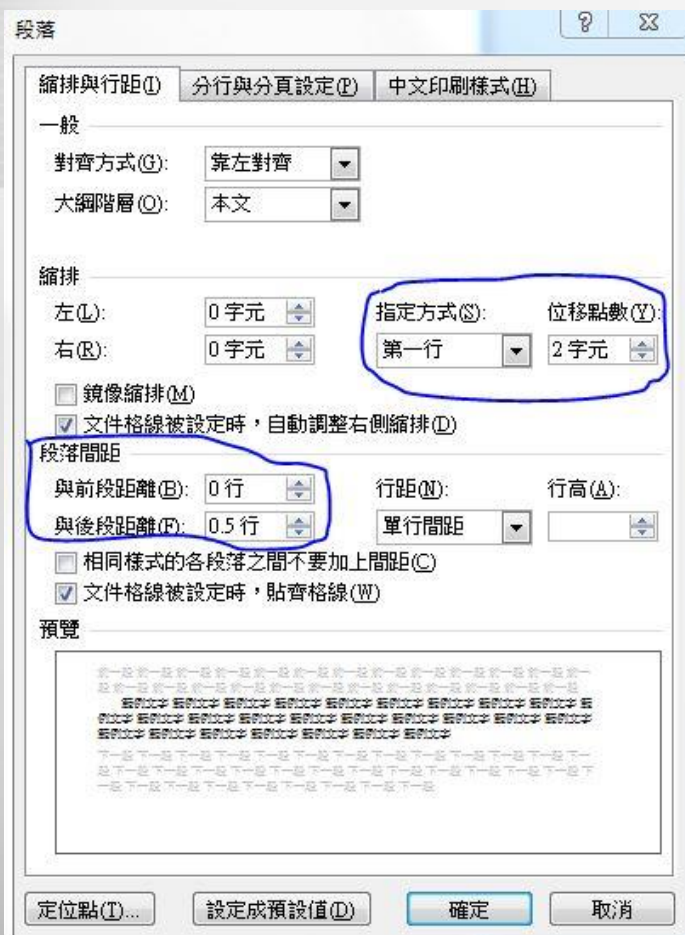 段落
縮排與行距(I) 分行與分頁設定(P) 中文印刷樣式(H)
一般
對齊方式(G): 靠左對齊
大綱階層(O): 本文
縮排
左(L): 0 字元 指定方式(S): 位移點數(Y):
右(R): 0 字元 第一行 2 字元
鏡像縮排(M)
文件格線被設定時，自動調整右側縮排(D)
段落間距
與前段距離(B): 0 行 行距(N): 行高(A):
與後段距離(F): 0.5 行 單行間距
相同樣式的各段落之間不要加上間距(C)
文件格線被設定時，貼齊格線(W)
預覽
定位點(T)... 設定成預設值(D) 確定 取消